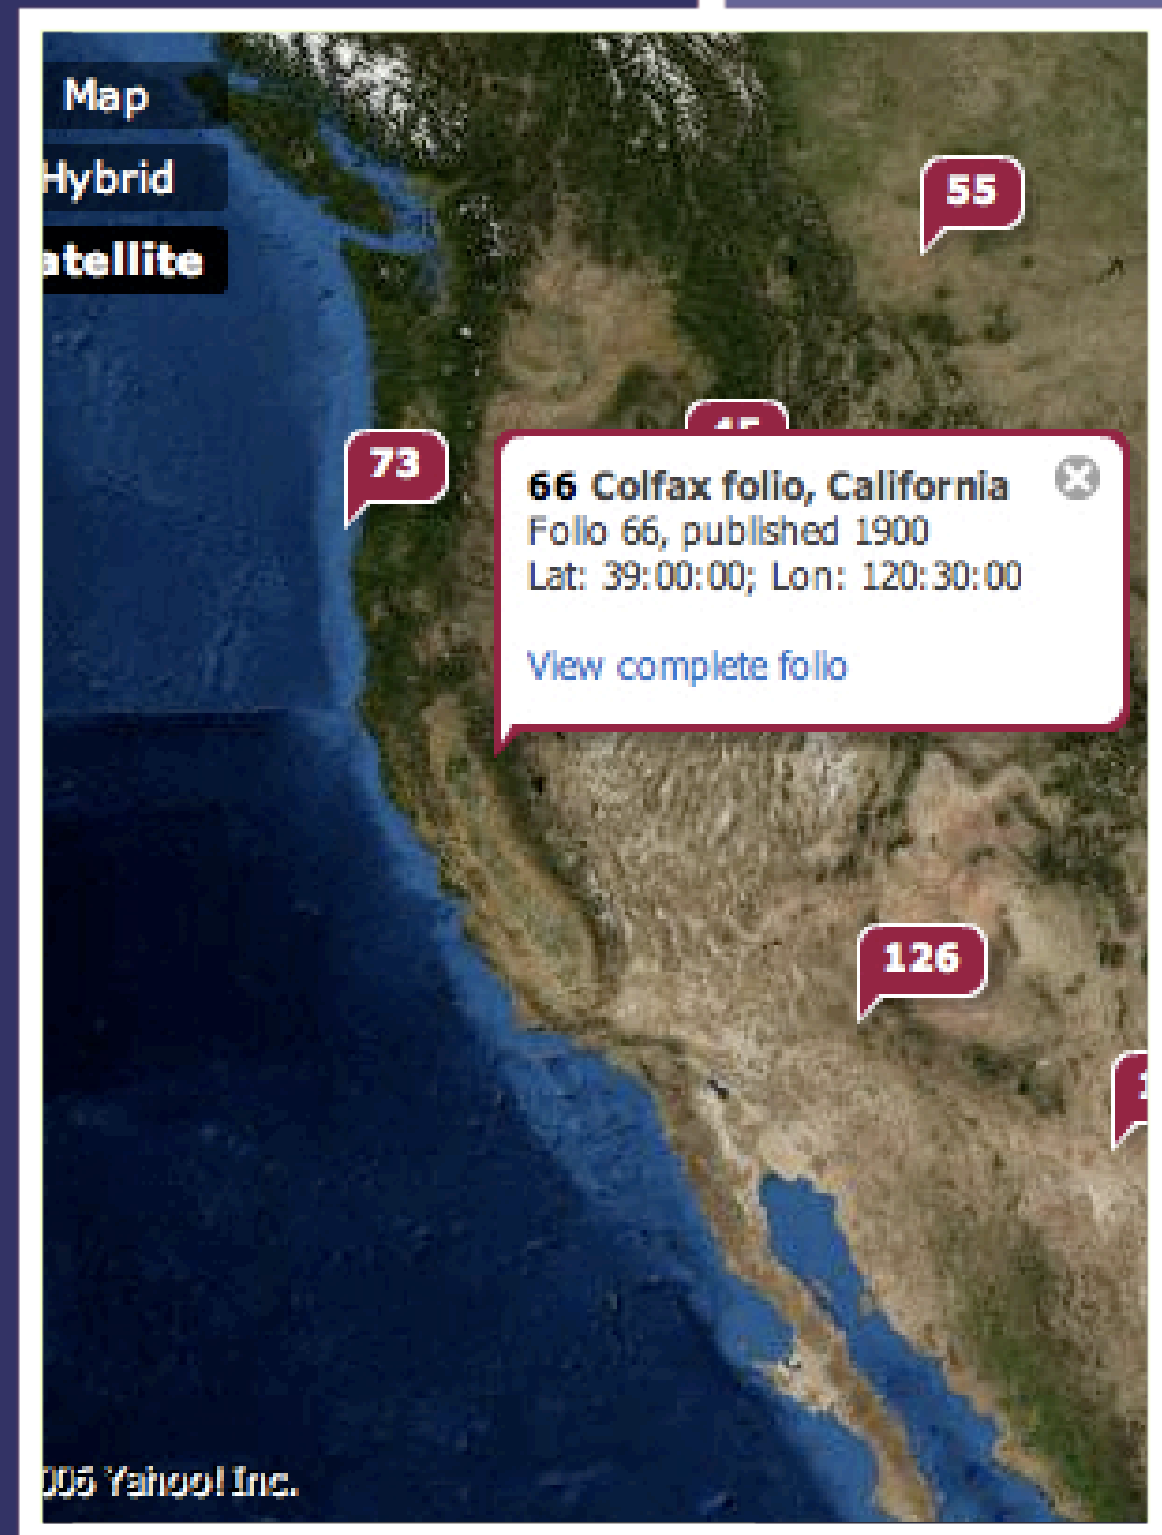 Map
Hybrid
atellite
55
73
66 Colfax folio, California
Folio 66, published 1900
Lat: 39:00:00; Lon: 120:30:00
View complete folio
126
006 Yahoo! Inc.